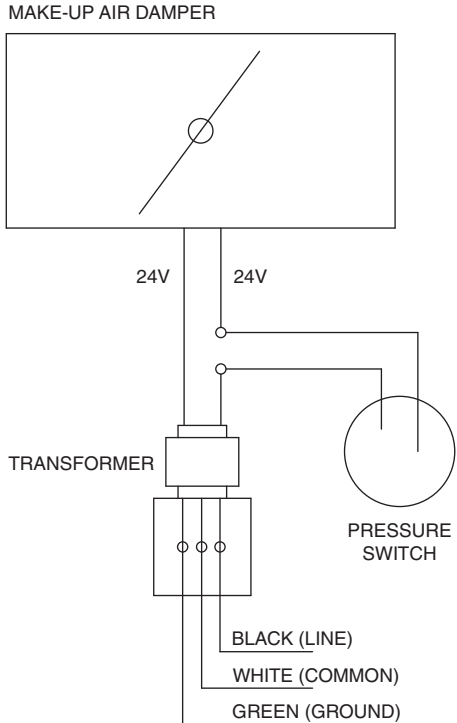 MAKE-UP AIR DAMPER
24V
24V
TRANSFORMER
PRESSURE
SWITCH
BLACK (LINE)
WHITE (COMMON)
GREEN (GROUND)